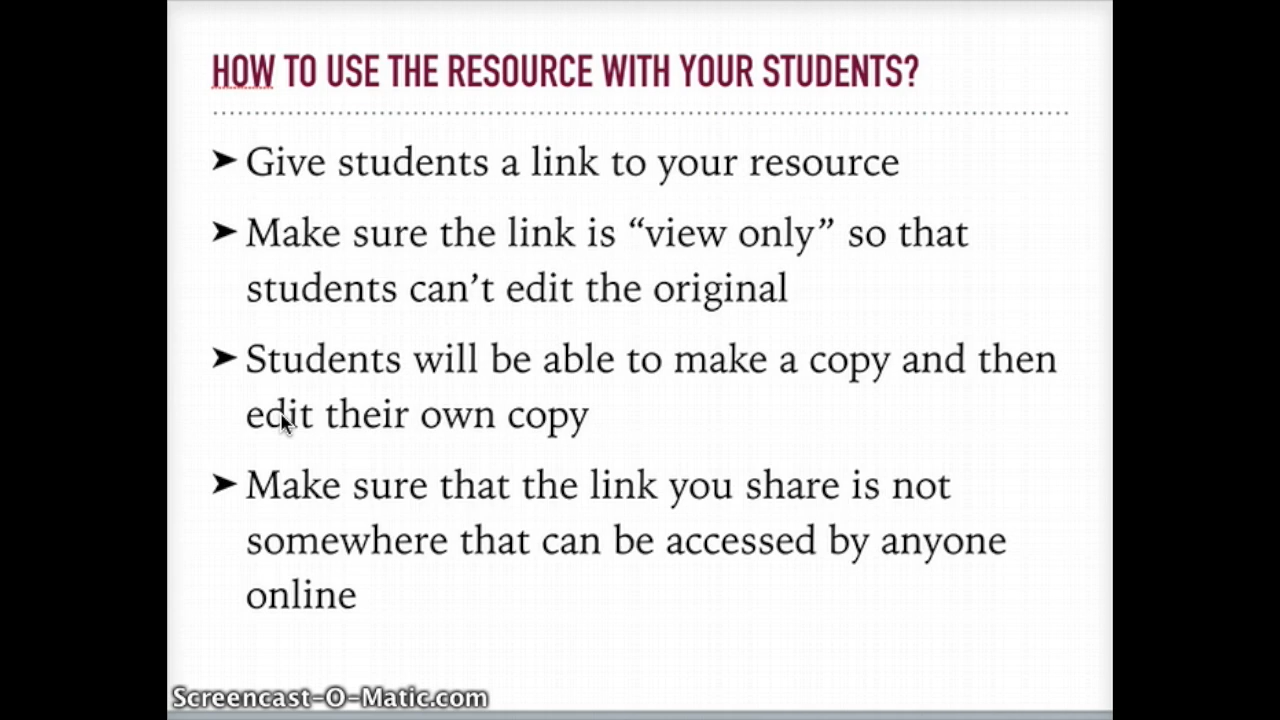 HOW TO USE THE RESOURCE WITH YOUR STUDENTS?
➤ Give students a link to your resource
➤ Make sure the link is “view only” so that
students can’t edit the original
➤ Students will be able to make a copy and then
edit their own copy
➤ Make sure that the link you share is not
somewhere that can be accessed by anyone
online
Screencast-O-Matic.com